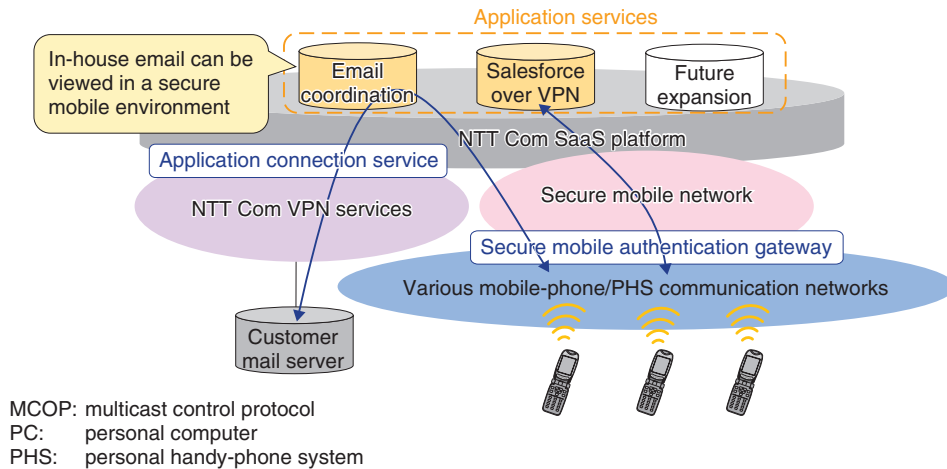 Application services
In-house email can be
viewed in a secure
mobile environment
Email
coordination
Salesforce
over VPN
Future
expansion
NTT Com SaaS platform
Application connection service
NTT Com VPN services
Secure mobile network
Secure mobile authentication gateway
Various mobile-phone/PHS communication networks
Customer
mail server
MCOP: multicast control protocol
PC: personal computer
PHS: personal handy-phone system